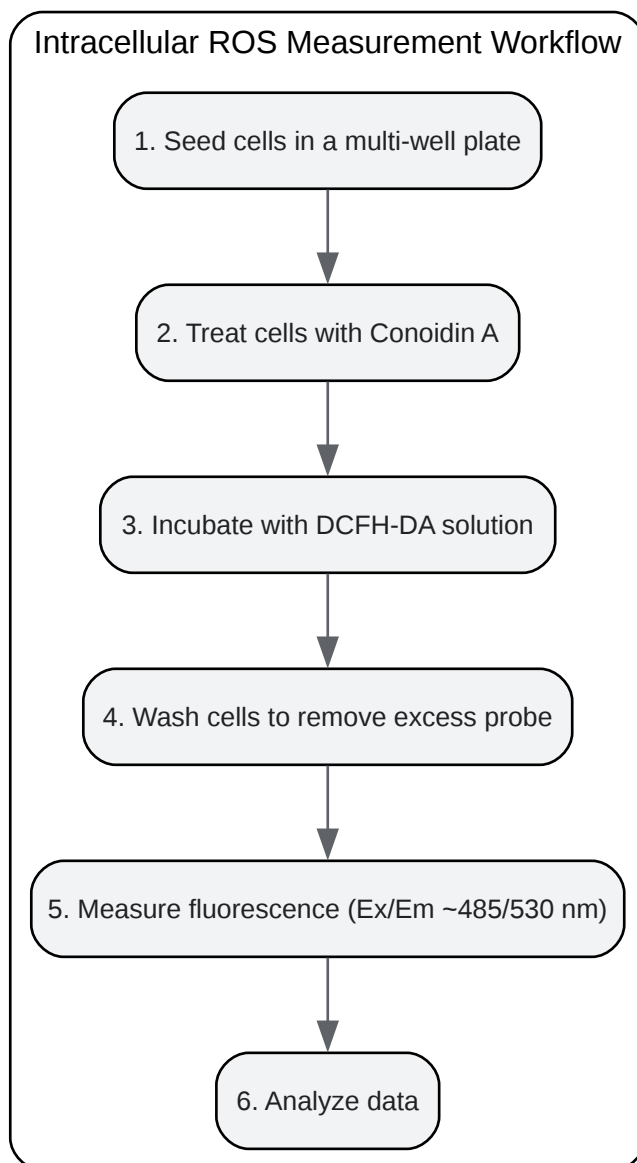 Intracellular ROS Measurement Workflow
1. Seed cells in a multi-well plate
2. Treat cells with Conoidin A
3. Incubate with DCFH-DA solution
4. Wash cells to remove excess probe
5. Measure fluorescence (Ex/Em ~485/530 nm)
6. Analyze data